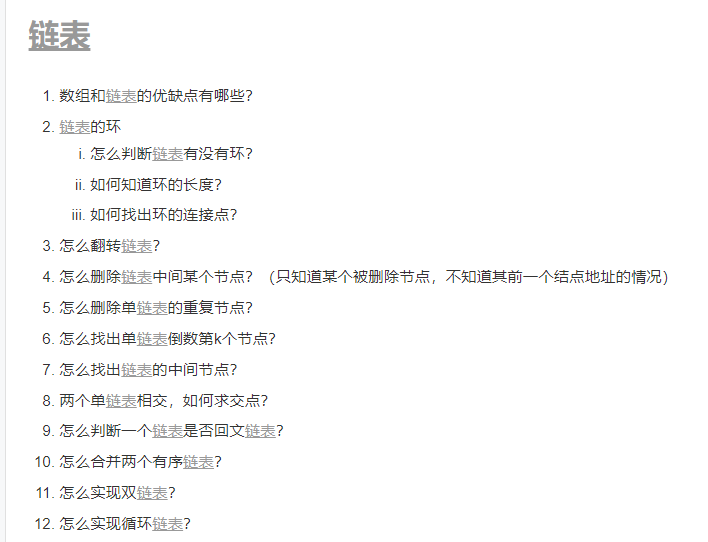 链表
1. 数组和链表的优缺点有哪些?
2. 链表的环
i. 怎么判断链表有没有环?
ii. 如何知道环的长度?
iii. 如何找出环的连接点?
3. 怎么翻转链表?
4. 怎么删除链表中间某个节点? (只知道某个被删除节点，不知道其前一个结点地址的情况)
5. 怎么删除单链表的重复节点?
6. 怎么找出单链表倒数第k个节点?
7. 怎么找出链表的中间节点?
8. 两个单链表相交，如何求交点?
9. 怎么判断一个链表是否回文链表?
10. 怎么合并两个有序链表?
11. 怎么实现双链表?
12. 怎么实现循环链表?